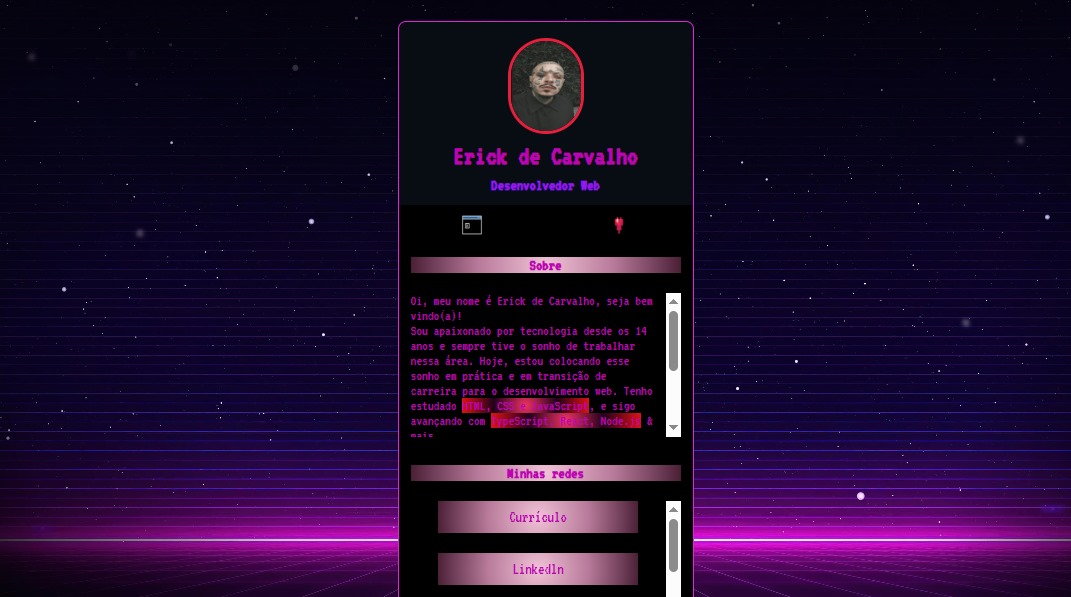 Erick de Carvalho
Desenvolvedor Web
Sobre
Oi, meu nome é Erick de Carvalho, seja bem
vindo(a)!
Sou apaixonado por tecnologia desde os 14
anos e sempre tive o sonho de trabalhar
nessa área. Hoje, estou colocando esse
sonho em prática e em transição de
carreira para o desenvolvimento web. Tenho
estudado HTML, CSS e JavaScript, e sigo
avançando com TypeScript, React, Node.js &
mais
Minhas redes
Currículo
LinkedIn